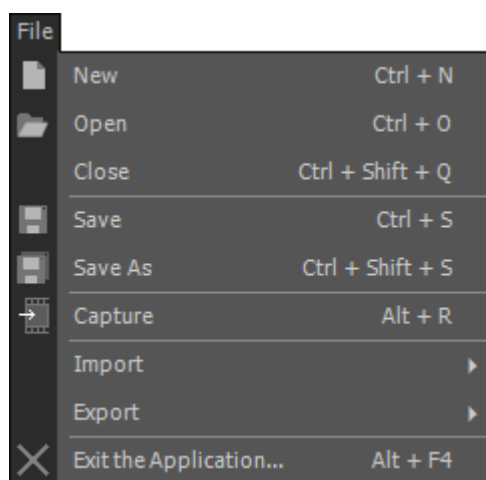 File
New Ctrl + N
Open Ctrl + O
Close Ctrl + Shift + Q
Save Ctrl + S
Save As Ctrl + Shift + S
Capture Alt + R
Import
Export
Exit the Application... Alt + F4